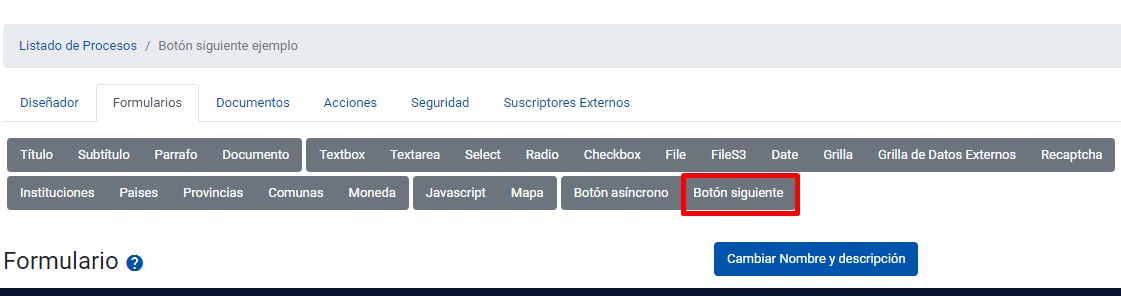 Listado de Procesos / Botón siguiente ejemplo
Diseñador Formularios Documentos Acciones Seguridad Suscriptores Externos
Título Subtítulo Parrafo Documento Textbox Textarea Select Radio Checkbox File FileS3 Date Grilla Grilla de Datos Externos Recaptcha
Instituciones Paises Provincias Comunas Moneda Javascript Mapa Botón asíncrono Botón siguiente
Formulario ? Cambiar Nombre y descripción